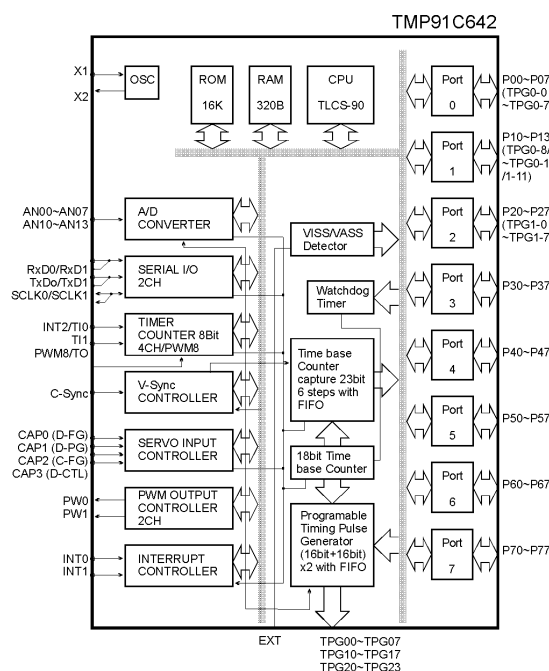 TMP91C642
X1
X2
OSC
ROM
16K
RAM
320B
CPU
TLCS-90
Port
0
P00~P07
(TPG0-0
~TPG0-7
Port
1
P10~P13
(TPG0-8/
~TPG0-1
/1-11)
AN00~AN07
AN10~AN13
A/D
CONVERTER
VISS/VASS
Detector
Port
2
P20~P27
(TPG1-0
~TPG1-7
RxD0/RxD1
TxDo/TxD1
SCLK0/SCLK1
SERIAL I/O
2CH
Watchdog
Timer
Port
3
P30~P37
INT2/TI0
TI1
PWM8/TO
TIMER
COUNTER 8Bit
4CH/PWM8
Time base
Counter
capture 23bit
6 steps with
FIFO
Port
4
P40~P47
C-Sync
V-Sync
CONTROLLER
Port
5
P50~P57
CAP0 (D-FG)
CAP1 (D-PG)
CAP2 (C-FG)
CAP3 (D-CTL)
SERVO INPUT
CONTROLLER
18bit Time
base Counter
Port
6
P60~P67
PW0
PW1
PWM OUTPUT
CONTROLLER
2CH
Programable
Timing Pulse
Generator
(16bit+16bit)
x2 with FIFO
Port
7
P70~P77
INT0
INT1
INTERRUPT
CONTROLLER
EXT
TPG00~TPG07
TPG10~TPG17
TPG20~TPG23